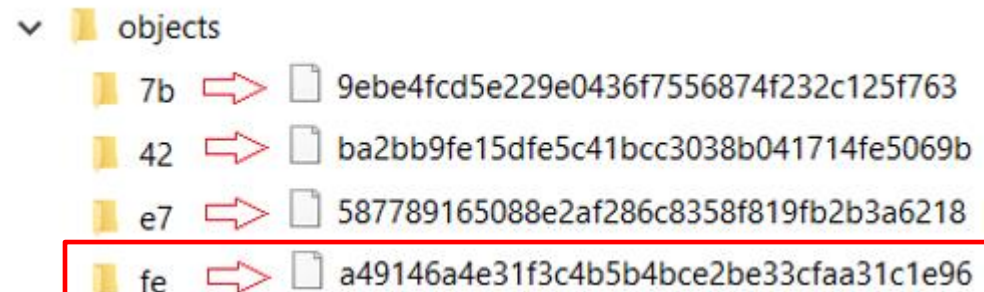 objects
7b 9ebe4fcd5e229e0436f7556874f232c125f763
42 ba2bb9fe15dfe5c41bcc3038b041714fe5069b
e7 587789165088e2af286c8358f819fb2b3a6218
fe a49146a4e31f3c4b5b4bce2be33cfaa31c1e96